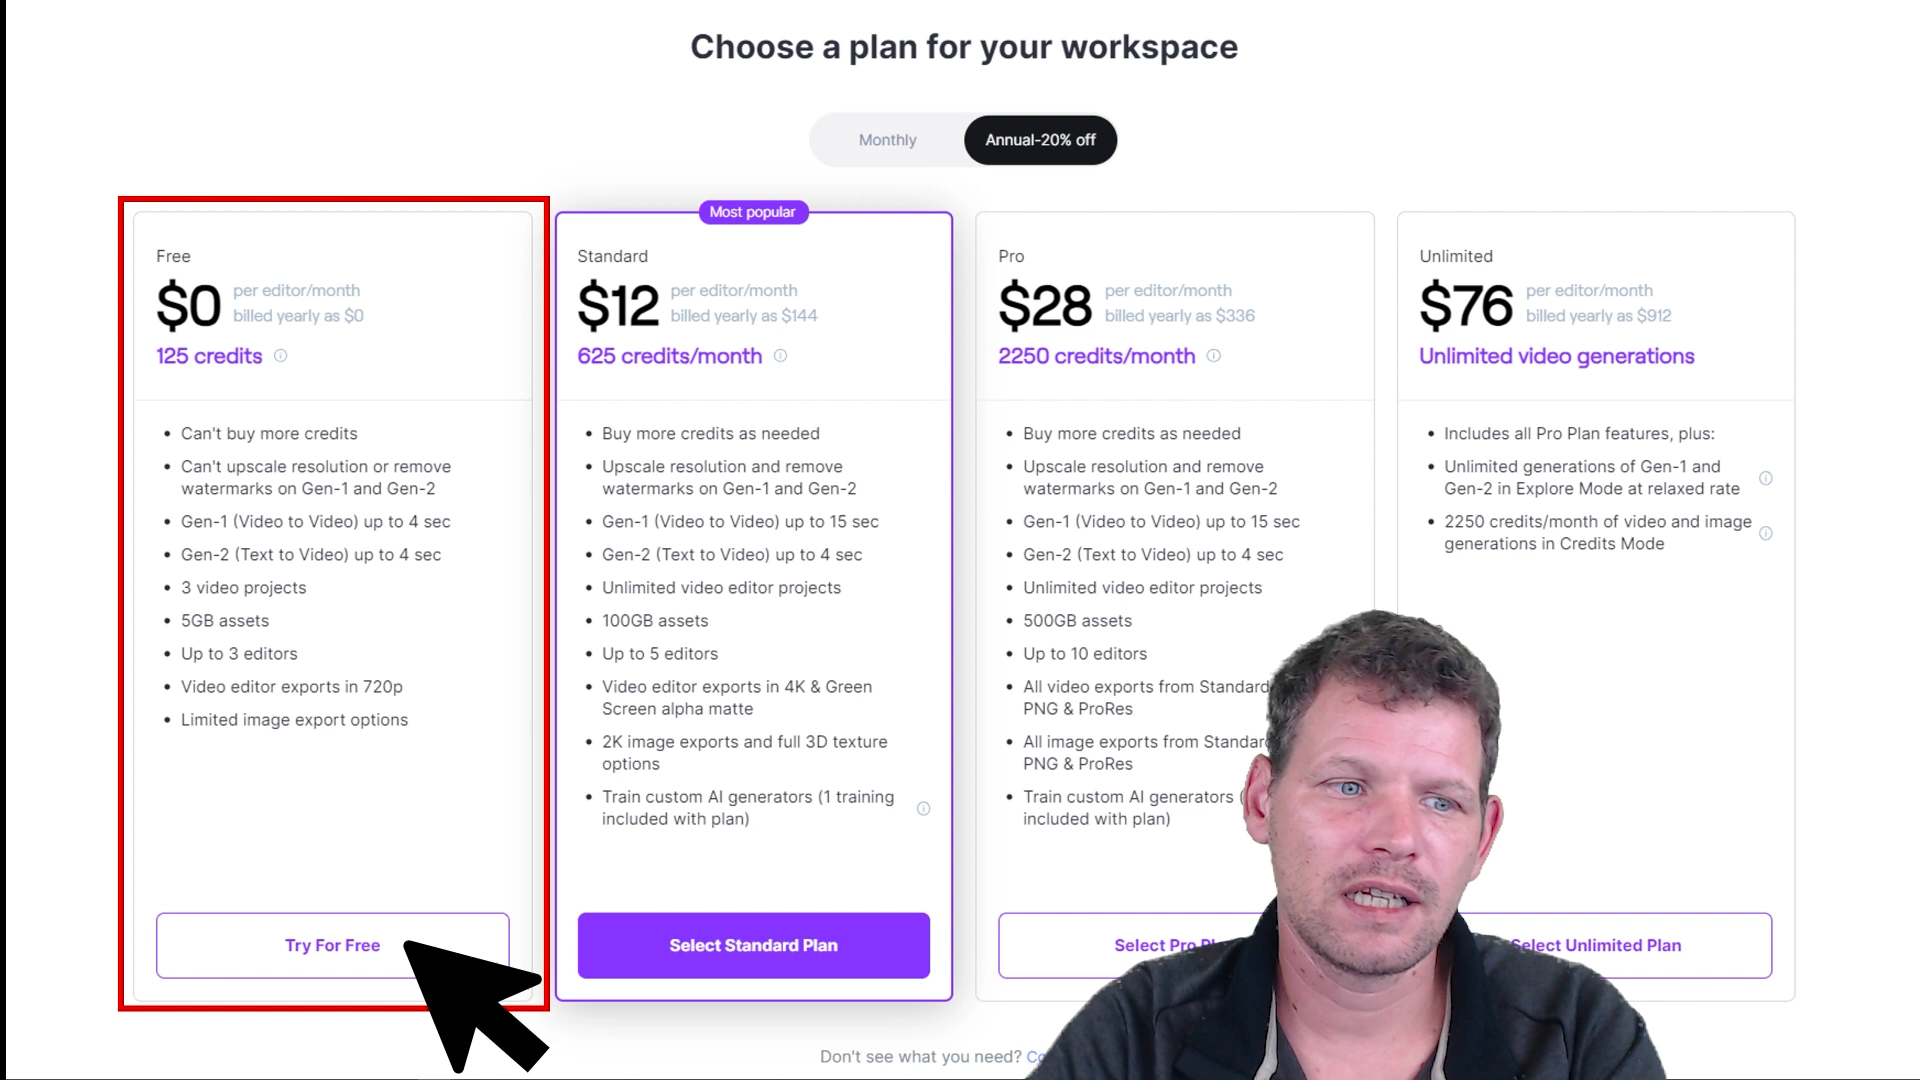 Choose a plan for your workspace
Monthly
Annual-20% off
Free
$0
per editor/month
billed yearly as $0
125 credits
Can't buy more credits
Can't upscale resolution or remove
watermarks on Gen-1 and Gen-2
Gen-1 (Video to Video) up to 4 sec
Gen-2 (Text to Video) up to 4 sec
3 video projects
5GB assets
Up to 3 editors
Video editor exports in 720p
Limited image export options
Try For Free
Most popular
Standard
$12
per editor/month
billed yearly as $144
625 credits/month
Buy more credits as needed
Upscale resolution and remove
watermarks on Gen-1 and Gen-2
Gen-1 (Video to Video) up to 15 sec
Gen-2 (Text to Video) up to 4 sec
Unlimited video editor projects
100GB assets
Up to 5 editors
Video editor exports in 4K & Green
Screen alpha matte
2K image exports and full 3D texture
options
Train custom AI generators (1 training
included with plan)
Select Standard Plan
Pro
$28
per editor/month
billed yearly as $336
2250 credits/month
Buy more credits as needed
Upscale resolution and remove
watermarks on Gen-1 and Gen-2
Gen-1 (Video to Video) up to 15 sec
Gen-2 (Text to Video) up to 4 sec
Unlimited video editor projects
500GB assets
Up to 10 editors
All video exports from Standard
PNG & ProRes
All image exports from Standard
PNG & ProRes
Train custom AI generators (
included with plan)
Select Pro
Unlimited
$76
per editor/month
billed yearly as $912
Unlimited video generations
Includes all Pro Plan features, plus:
Unlimited generations of Gen-1 and
Gen-2 in Explore Mode at relaxed rate
2250 credits/month of video and image
generations in Credits Mode
Select Unlimited Plan
Don't see what you need?